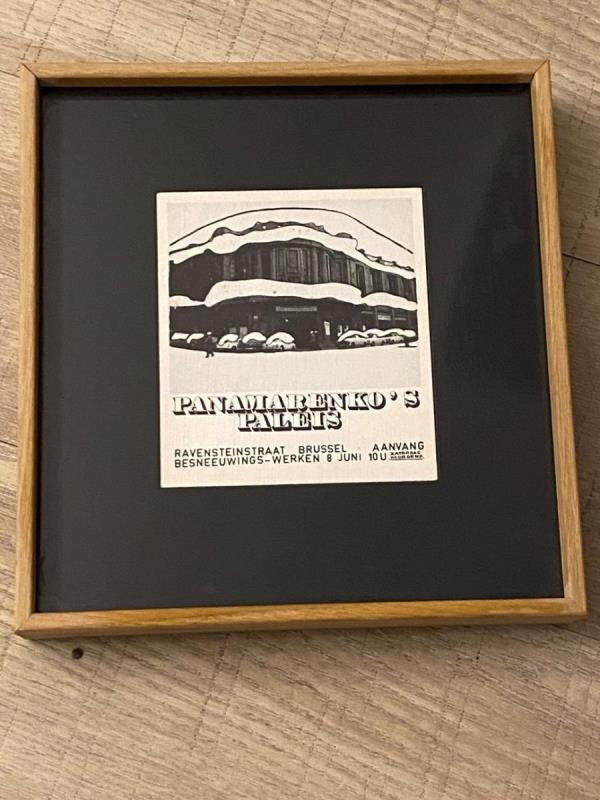 PANAMARENKO'S
PALEIS
RAVENSTEINSTRAAT BRUSSEL AANVANG
BESNEEUWINGS-WERKEN 8 JUNI 10U